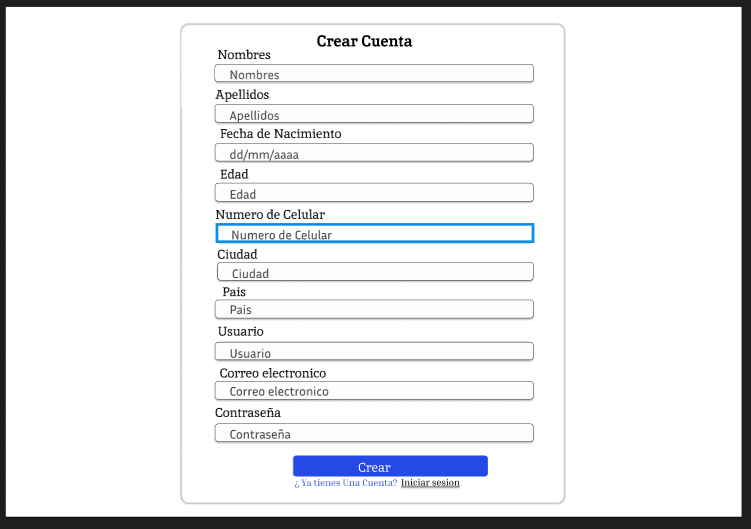 Crear Cuenta
Nombres
Nombres
Apellidos
Apellidos
Fecha de Nacimiento
dd/mm/aaaa
Edad
Edad
Numero de Celular
Numero de Celular
Ciudad
Ciudad
Pais
Pais
Usuario
Usuario
Correo electronico
Correo electronico
Contraseña
Contraseña
Crear
¿ Ya tienes Una Cuenta? Iniciar sesion